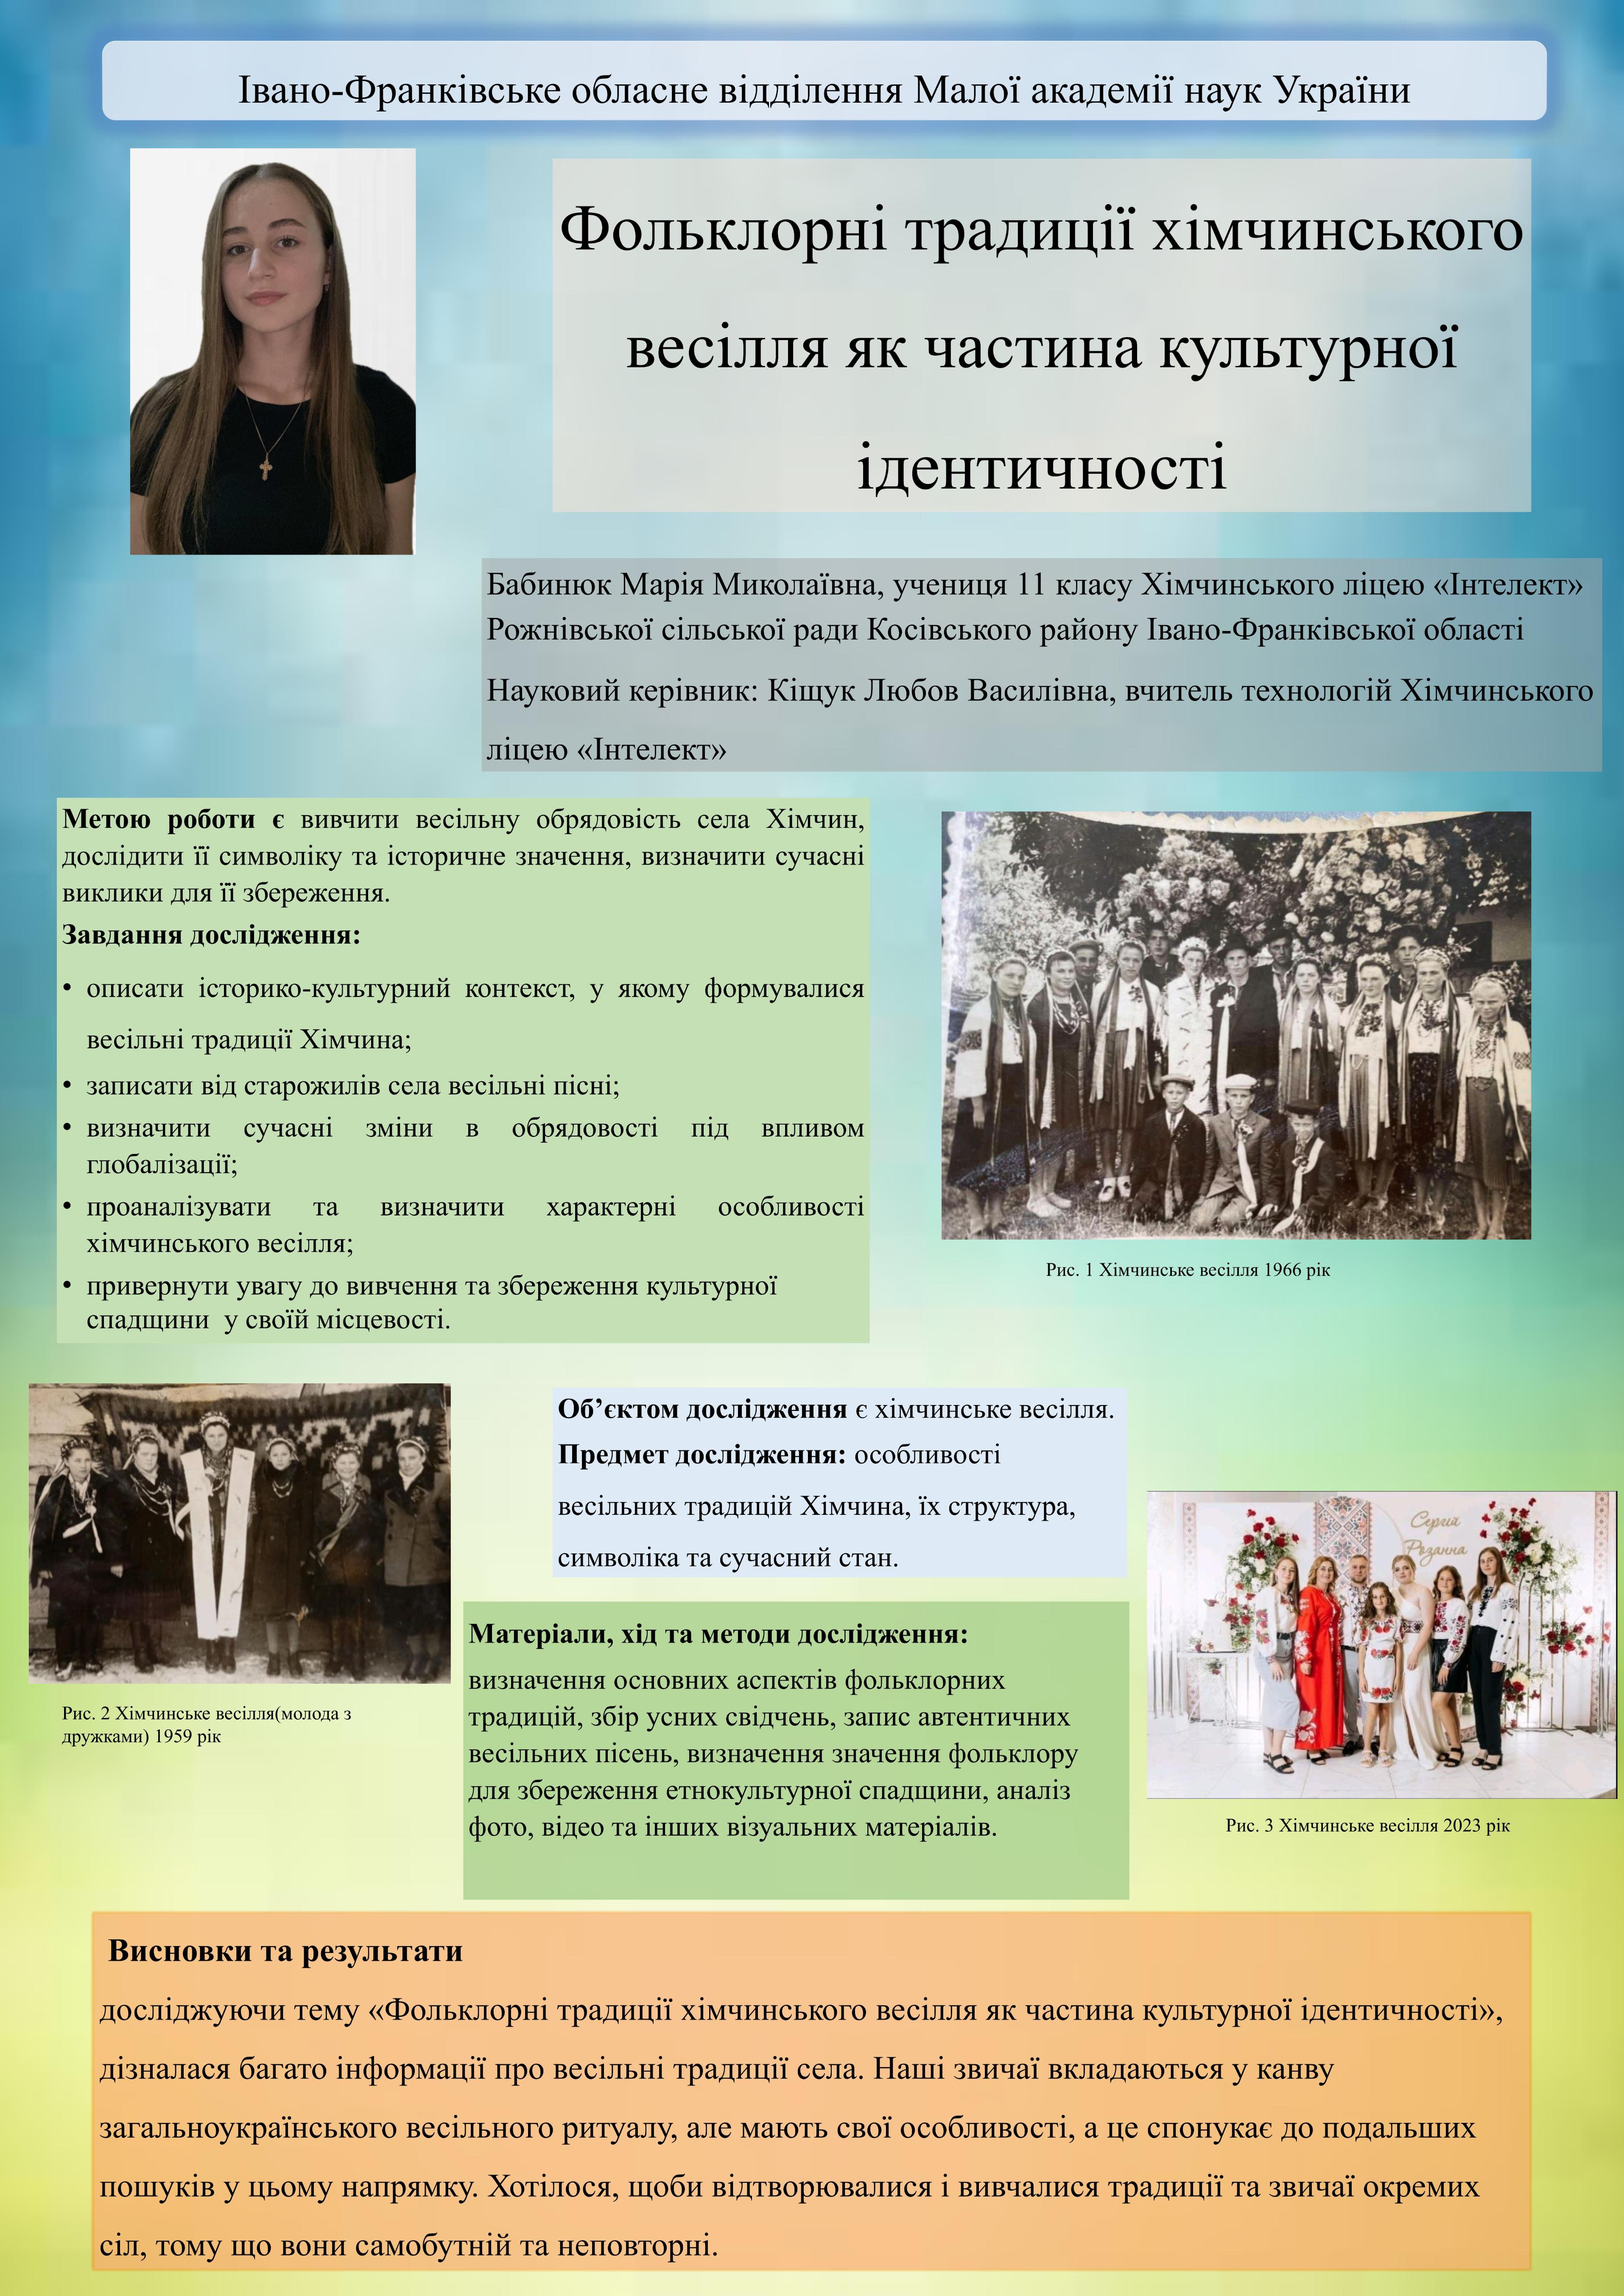 Івано-Франківське обласне відділення Малої академії наук України
Фольклорні традиції хімчинського
весілля як частина культурної
ідентичності
Бабинюк Марія Миколаївна, учениця 11 класу Хімчинського ліцею «Інтелект»
Рожнівської сільської ради Косівського району Івано-Франківської області
Науковий керівник: Кіщук Любов Василівна, вчитель технологій Хімчинського
ліцею «Інтелект»
Метою роботи є вивчити весільну обрядовість села Хімчин,
дослідити її символіку та історичне значення, визначити сучасні
виклики для її збереження.
Завдання дослідження:
• описати історико-культурний контекст, у якому формувалися
весільні традиції Хімчина;
• записати від старожилів села весільні пісні;
• визначити сучасні зміни в обрядовості під впливом
глобалізації;
• проаналізувати та визначити характерні особливості
хімчинського весілля;
• привернути увагу до вивчення та збереження культурної
спадщини у своїй місцевості.
Рис. 1 Хімчинське весілля 1966 рік
Об’єктом дослідження є хімчинське весілля.
Предмет дослідження: особливості
весільних традицій Хімчина, їх структура,
символіка та сучасний стан.
Сергій
Розанна
Рис. 2 Хімчинське весілля(молода з
дружками) 1959 рік
Матеріали, хід та методи дослідження:
визначення основних аспектів фольклорних
традицій, збір усних свідчень, запис автентичних
весільних пісень, визначення значення фольклору
для збереження етнокультурної спадщини, аналіз
фото, відео та інших візуальних матеріалів.
Рис. 3 Хімчинське весілля 2023 рік
Висновки та результати
досліджуючи тему «Фольклорні традиції хімчинського весілля як частина культурної ідентичності»,
дізналася багато інформації про весільні традиції села. Наші звичаї вкладаються у канву
загальноукраїнського весільного ритуалу, але мають свої особливості, а це спонукає до подальших
пошуків у цьому напрямку. Хотілося, щоби відтворювалися і вивчалися традиції та звичаї окремих
сіл, тому що вони самобутній та неповторні.